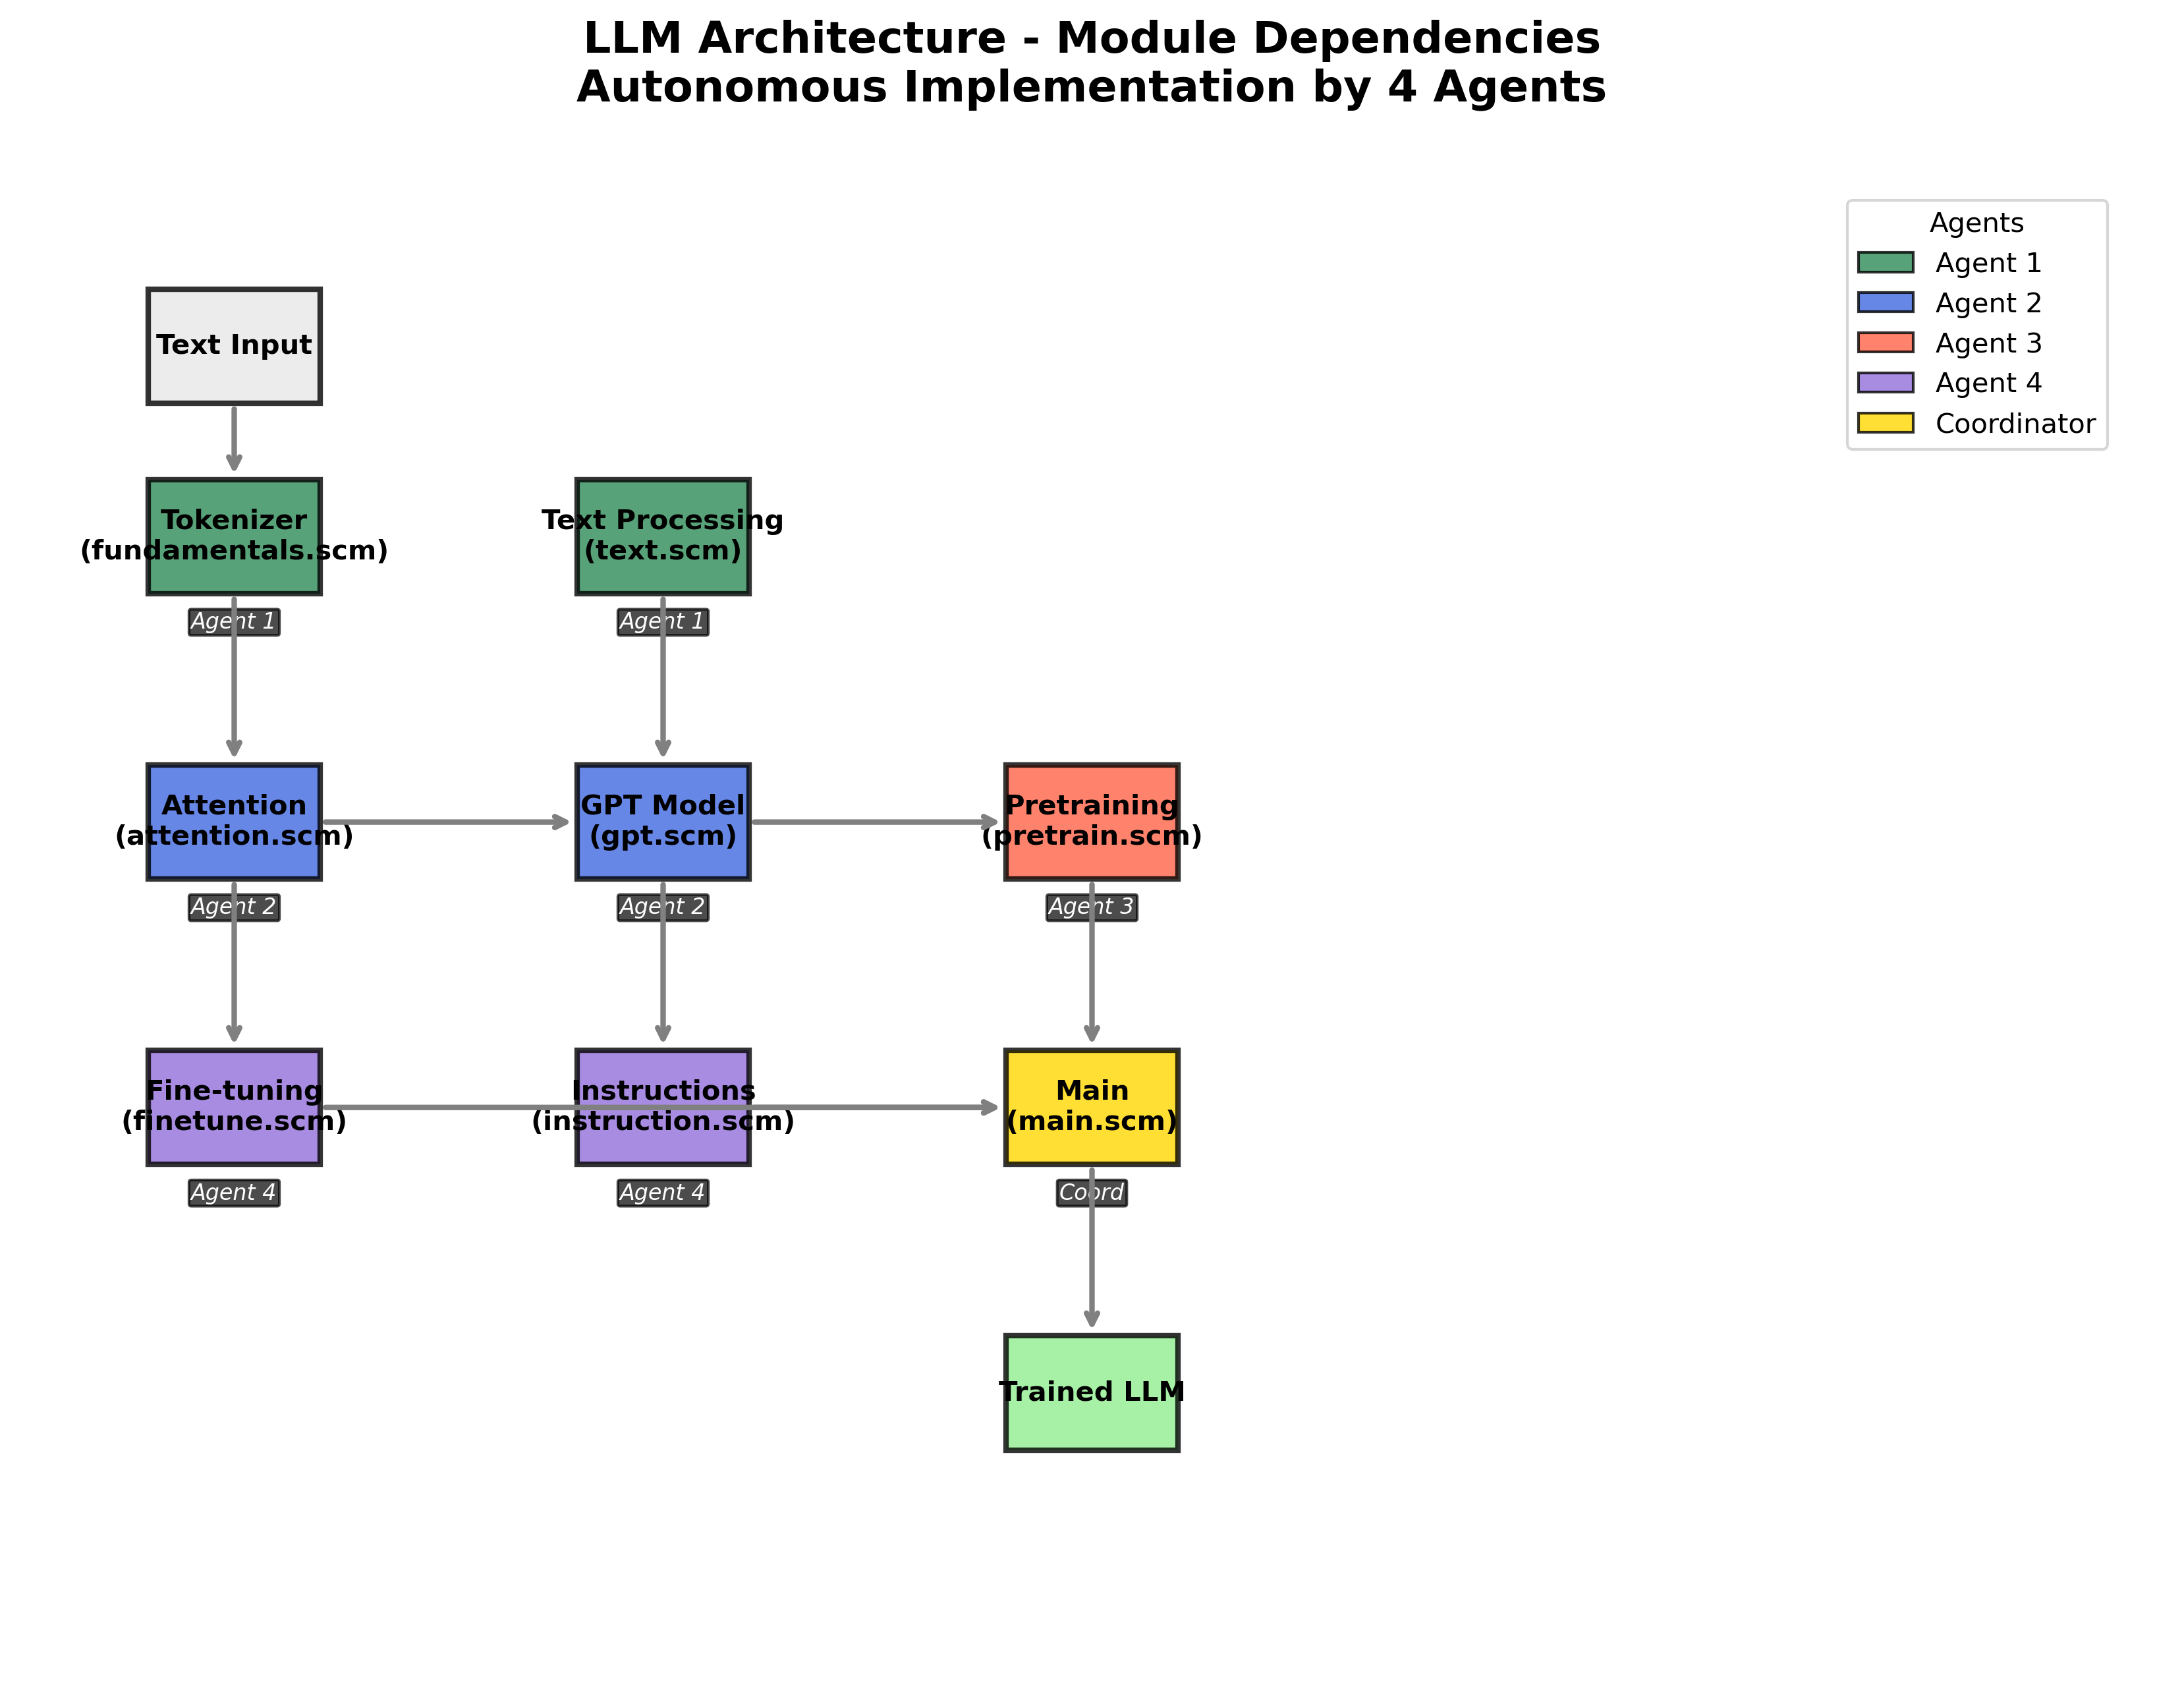 LLM Architecture - Module Dependencies
Autonomous Implementation by 4 Agents
Agents
Agent 1
Agent 2
Agent 3
Agent 4
Coordinator
Text Input
Tokenizer
(fundamentals.scm)
Agent 1
Text Processing
(text.scm)
Agent 1
Attention
(attention.scm)
Agent 2
GPT Model
(gpt.scm)
Agent 2
Pretraining
(pretrain.scm)
Agent 3
Fine-tuning
(finetune.scm)
Agent 4
Instructions
(instruction.scm)
Agent 4
Main
(main.scm)
Coord
Trained LLM